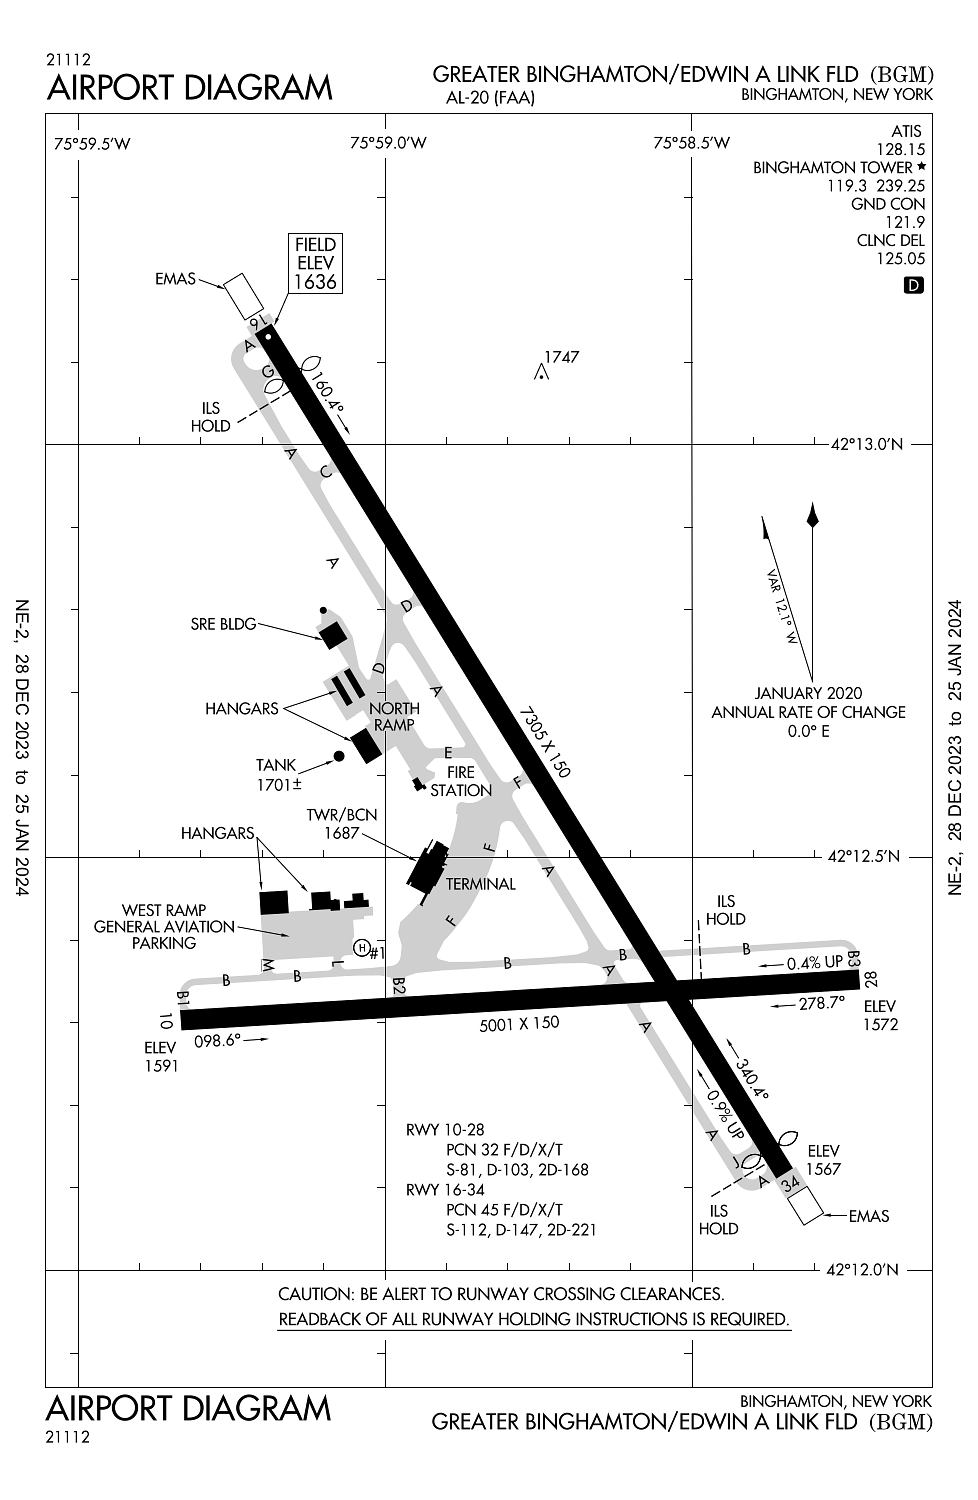 21112
AIRPORT DIAGRAM
GREATER BINGHAMTON/EDWIN A LINK FLD (BGM)
AL-20 (FAA)
BINGHAMTON, NEW YORK
75°59.5'W
75°59.0'W
75°58.5'W
ATIS
128.15
BINGHAMTON TOWER ★
119.3 239.25
GND CON
121.9
CLNC DEL
125.05
D
FIELD
ELEV
1636
EMAS
16
A
G
160.4°
ILS
HOLD
1747
42°13.0'N
A
C
A
D
VAR 12.1° W
JANUARY 2020
ANNUAL RATE OF CHANGE
0.0° E
SRE BLDG
D
A
HANGARS
NORTH
RAMP
7305 X 150
E
TANK
1701±
FIRE
STATION
F
TWR/BCN
1687
HANGARS
F
TERMINAL
42°12.5'N
A
WEST RAMP
GENERAL AVIATION
PARKING
ILS
HOLD
F
H
#1
M
L
B
B
B
B
B
B1
B2
B3
A
0.4% UP
28
10
278.7°
ELEV
1572
5001 X 150
098.6°
ELEV
1591
A
340.4°
0.9% UP
RWY 10-28
PCN 32 F/D/X/T
S-81, D-103, 2D-168
RWY 16-34
PCN 45 F/D/X/T
S-112, D-147, 2D-221
A
J
A
34
ELEV
1567
ILS
HOLD
EMAS
42°12.0'N
CAUTION: BE ALERT TO RUNWAY CROSSING CLEARANCES.
READBACK OF ALL RUNWAY HOLDING INSTRUCTIONS IS REQUIRED.
AIRPORT DIAGRAM
21112
BINGHAMTON, NEW YORK
GREATER BINGHAMTON/EDWIN A LINK FLD (BGM)
NE-2, 28 DEC 2023 to 25 JAN 2024
NE-2, 28 DEC 2023 to 25 JAN 2024